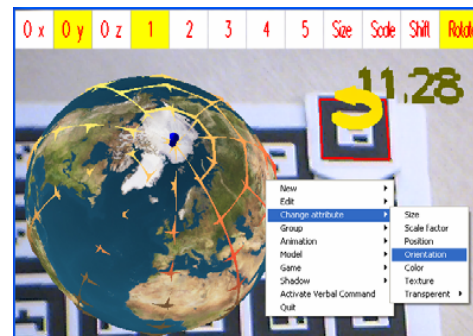 0 x 0 y 0 z 1 2 3 4 5 Size Scale Shift Rotate
11.28
New
Edit
Change attribute
Group
Animation
Model
Game
Shadow
Activate Verbal Command
Quit
Size
Scale factor
Position
Orientation
Color
Texture
Transparent